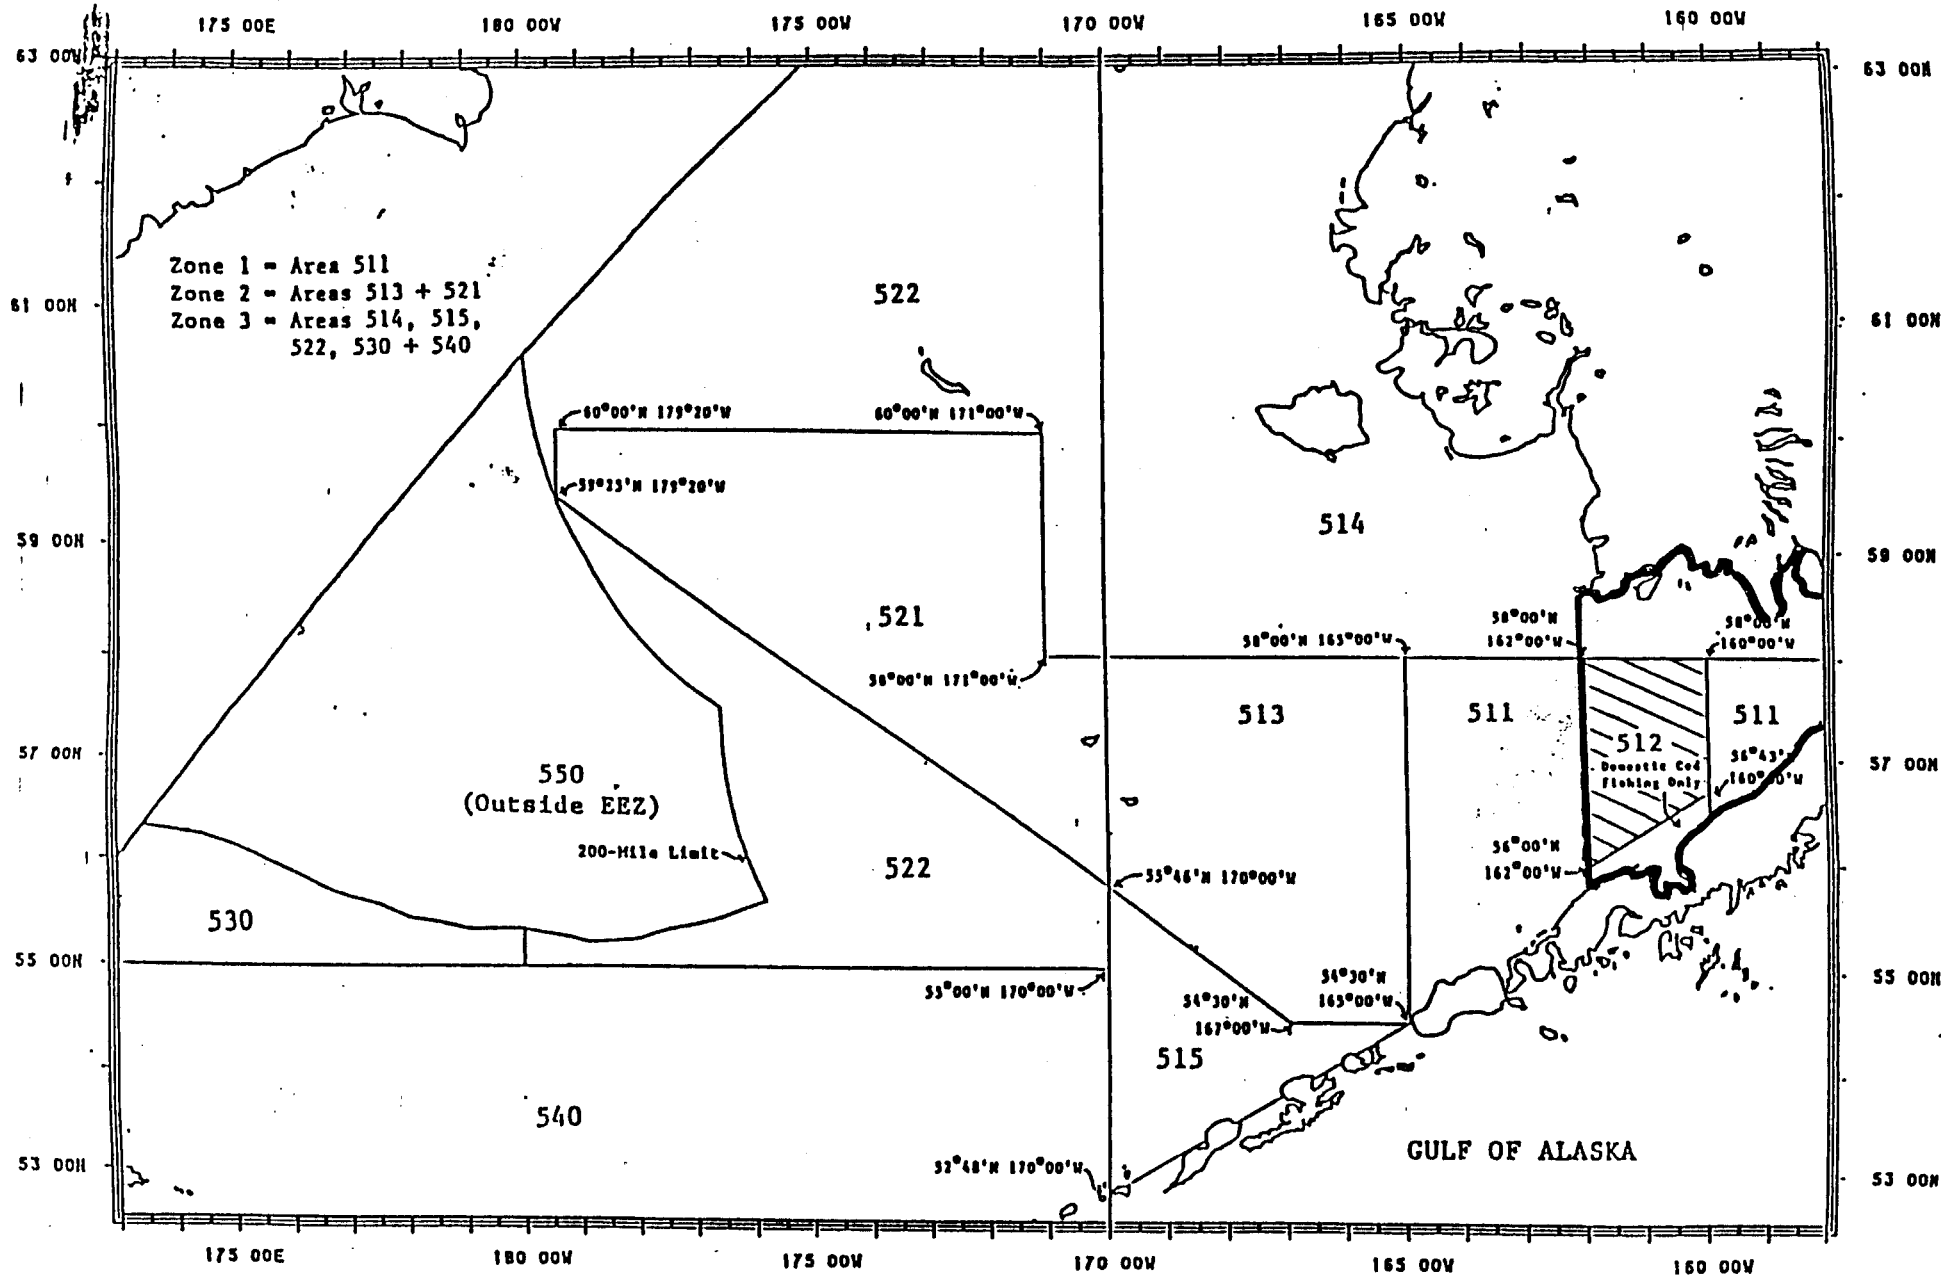 175 00E
180 00W
175 00W
170 00W
165 00W
160 00W
63 00N
63 00N
Zone 1 = Area 511
Zone 2 = Areas 513 + 521
Zone 3 = Areas 514, 515,
522, 530 + 540
522
61 00N
61 00N
60°00'N 179°20'W
60°00'N 171°00'W
59°25'N 179°20'W
514
59 00N
59 00N
521
58°00'N 171°00'W
58°00'N 165°00'W
58°00'N
162°00'W
58°00'N
160°00'W
513
511
511
512
Domestic Cod
Fishing Only
56°43'
160°00'W
57 00N
57 00N
550
(Outside EEZ)
200-Mile Limit
522
56°00'N
162°00'W
55°46'N 170°00'W
530
55 00N
55 00N
55°00'N 170°00'W
54°30'N
167°00'W
54°30'N
165°00'W
515
540
GULF OF ALASKA
52°48'N 170°00'W
53 00N
53 00N
175 00E
180 00W
175 00W
170 00W
165 00W
160 00W